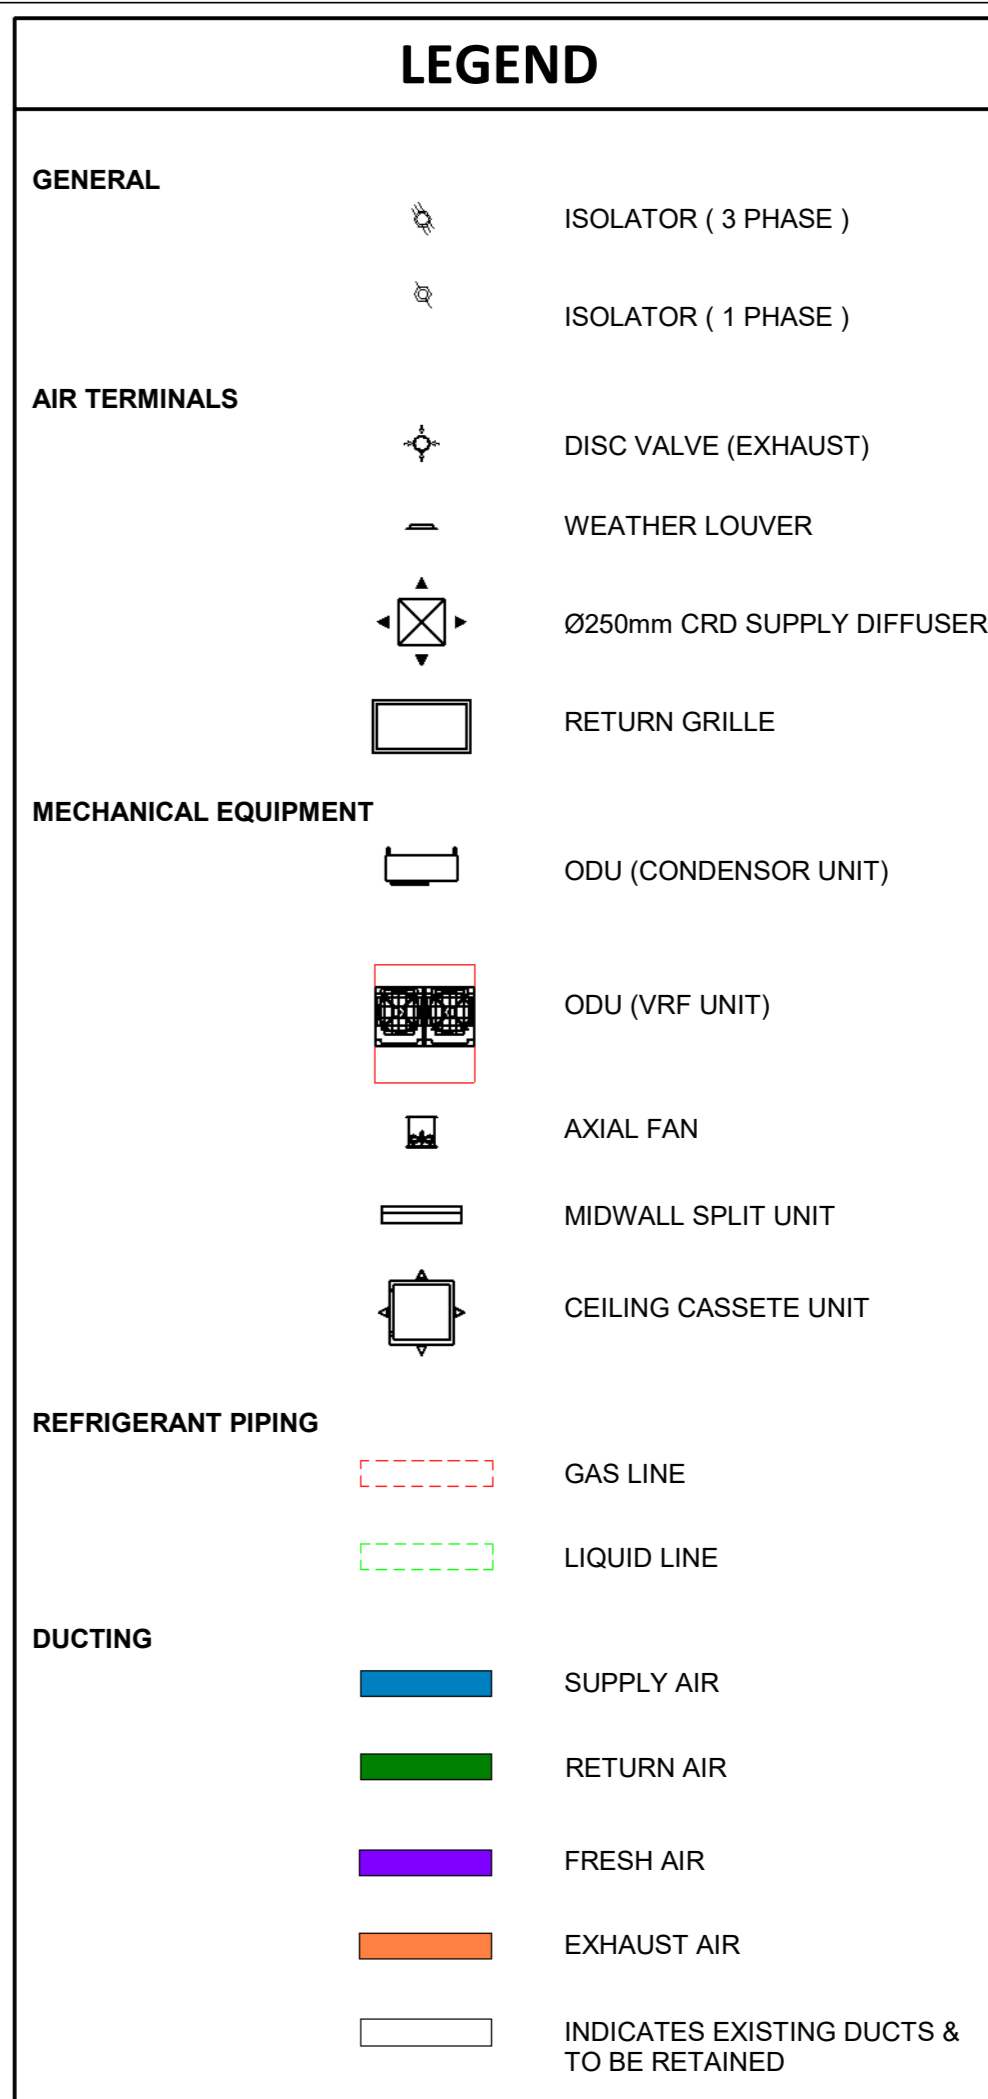 LEGEND
GENERAL
ISOLATOR ( 3 PHASE )
ISOLATOR ( 1 PHASE )
AIR TERMINALS
DISC VALVE (EXHAUST)
WEATHER LOUVER
Ø250mm CRD SUPPLY DIFFUSER
RETURN GRILLE
MECHANICAL EQUIPMENT
ODU (CONDENSOR UNIT)
ODU (VRF UNIT)
AXIAL FAN
MIDWALL SPLIT UNIT
CEILING CASSETE UNIT
REFRIGERANT PIPING
GAS LINE
LIQUID LINE
DUCTING
SUPPLY AIR
RETURN AIR
FRESH AIR
EXHAUST AIR
INDICATES EXISTING DUCTS &
TO BE RETAINED